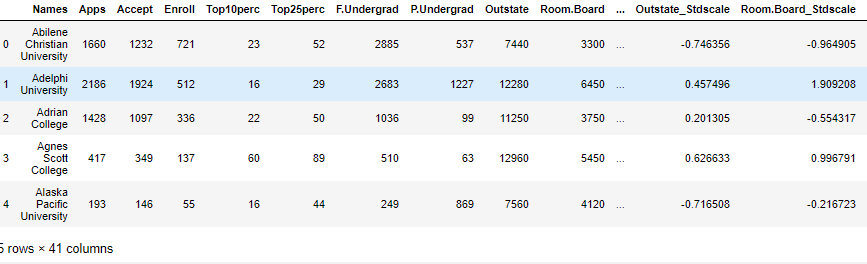 Names Apps Accept Enroll Top10perc Top25perc F.Undergrad P.Undergrad Outstate Room.Board ... Outstate_Stdscale Room.Board_Stdscale
0 Abilene Christian University 1660 1232 721 23 52 2885 537 7440 3300 ... -0.746356 -0.964905
1 Adelphi University 2186 1924 512 16 29 2683 1227 12280 6450 ... 0.457496 1.909208
2 Adrian College 1428 1097 336 22 50 1036 99 11250 3750 ... 0.201305 -0.554317
3 Agnes Scott College 417 349 137 60 89 510 63 12960 5450 ... 0.626633 0.996791
4 Alaska Pacific University 193 146 55 16 44 249 869 7560 4120 ... -0.716508 -0.216723
5 rows × 41 columns